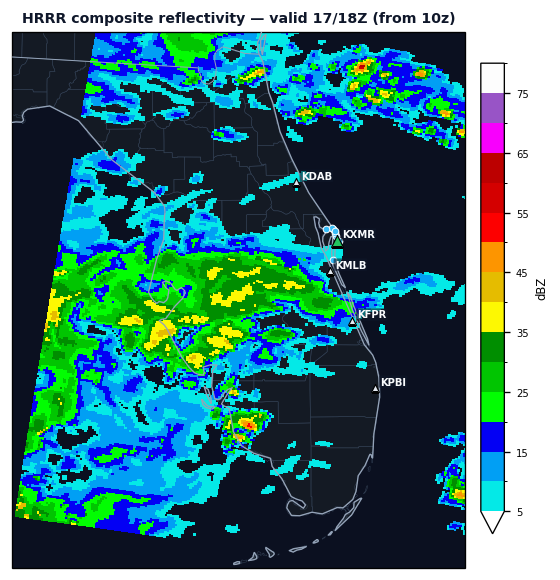 HRRR composite reflectivity — valid 17/18Z (from 10z)
KDAB
KXMR
KMLB
KFPR
KPBI
75
65
55
45
35
25
15
5
dBZ